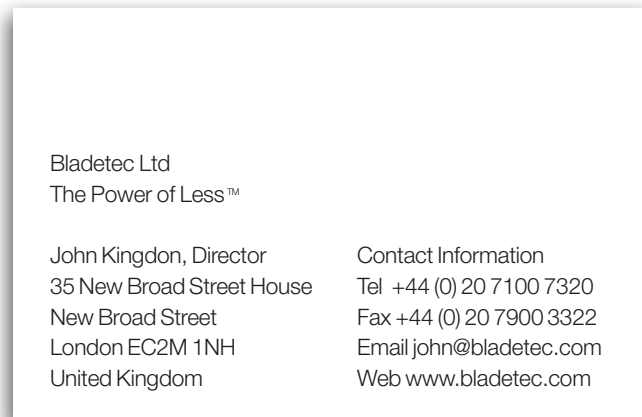 Bladetec Ltd
The Power of Less™
John Kingdon, Director
35 New Broad Street House
New Broad Street
London EC2M 1NH
United Kingdom
Contact Information
Tel +44 (0) 20 7100 7320
Fax +44 (0) 20 7900 3322
Email john@bladetec.com
Web www.bladetec.com